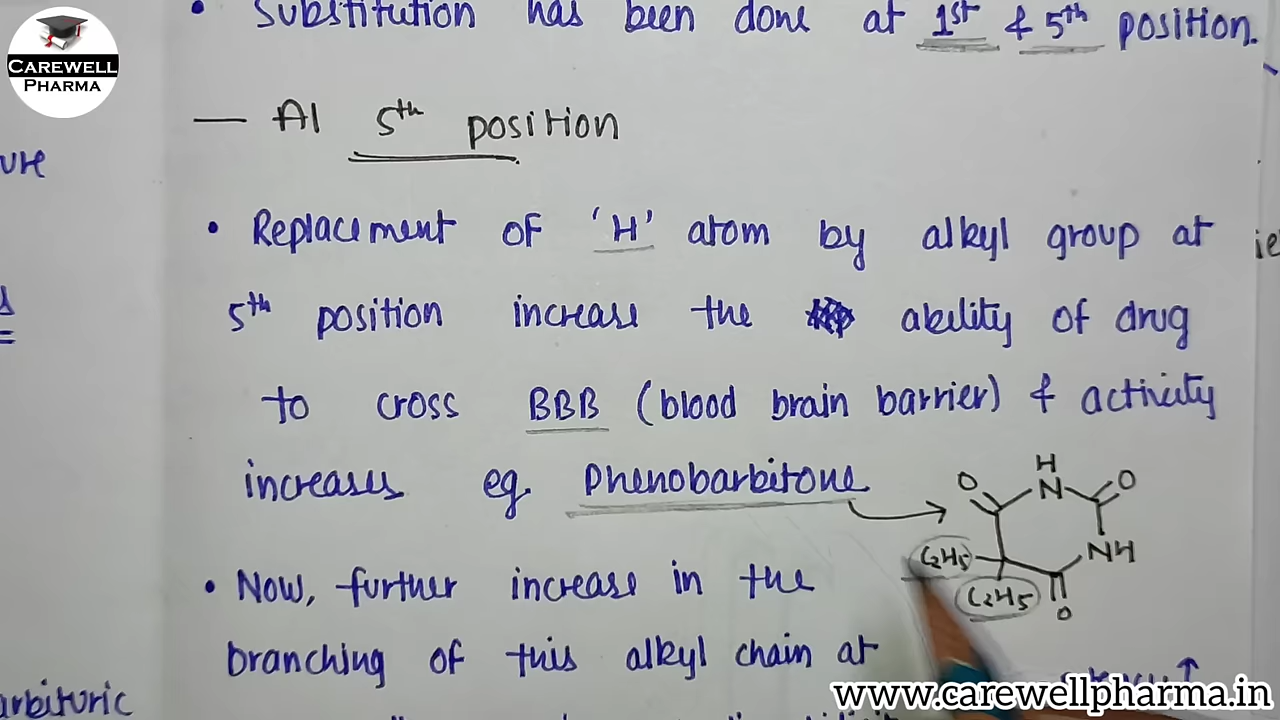 Substitution has been done at 1st & 5th position.
CAREWELL
PHARMA
— At 5th position
ure
• Replacement of 'H' atom by alkyl group at
5th position increase the ability of drug
to cross BBB (blood brain barrier) & activity
increases eg. Phenobarbitone
H
O N O
NH
C2H5
C2H5
O
• Now, further increase in the
branching of this alkyl chain at
arbituric
www.carewellpharma.in